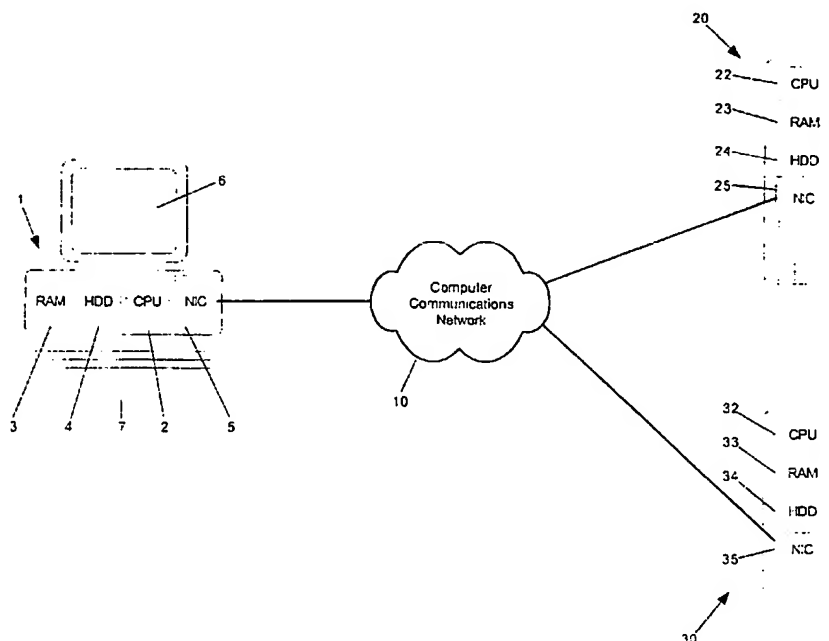 20
22 CPU
23 RAM
24 HDD
25 NIC
6
1
RAM HDD CPU NIC
Computer
Communications
Network
10
3 4 7 2 5
32 CPU
33 RAM
34 HDD
35 NIC
30